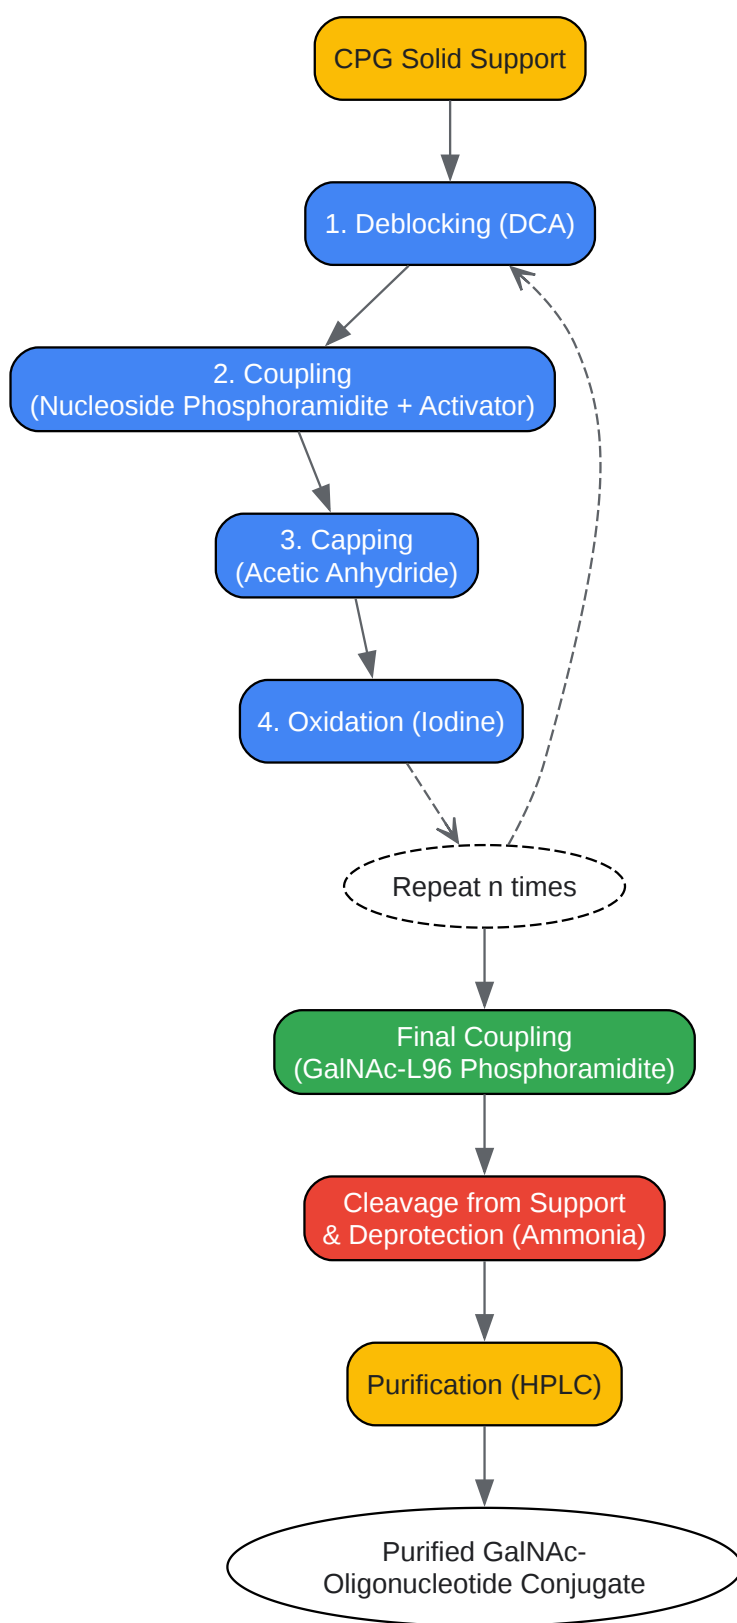 CPG Solid Support
1. Deblocking (DCA)
2. Coupling
(Nucleoside Phosphoramidite + Activator)
3. Capping
(Acetic Anhydride)
4. Oxidation (Iodine)
Repeat n times
Final Coupling
(GalNAc-L96 Phosphoramidite)
Cleavage from Support
& Deprotection (Ammonia)
Purification (HPLC)
Purified GalNAc-
Oligonucleotide Conjugate